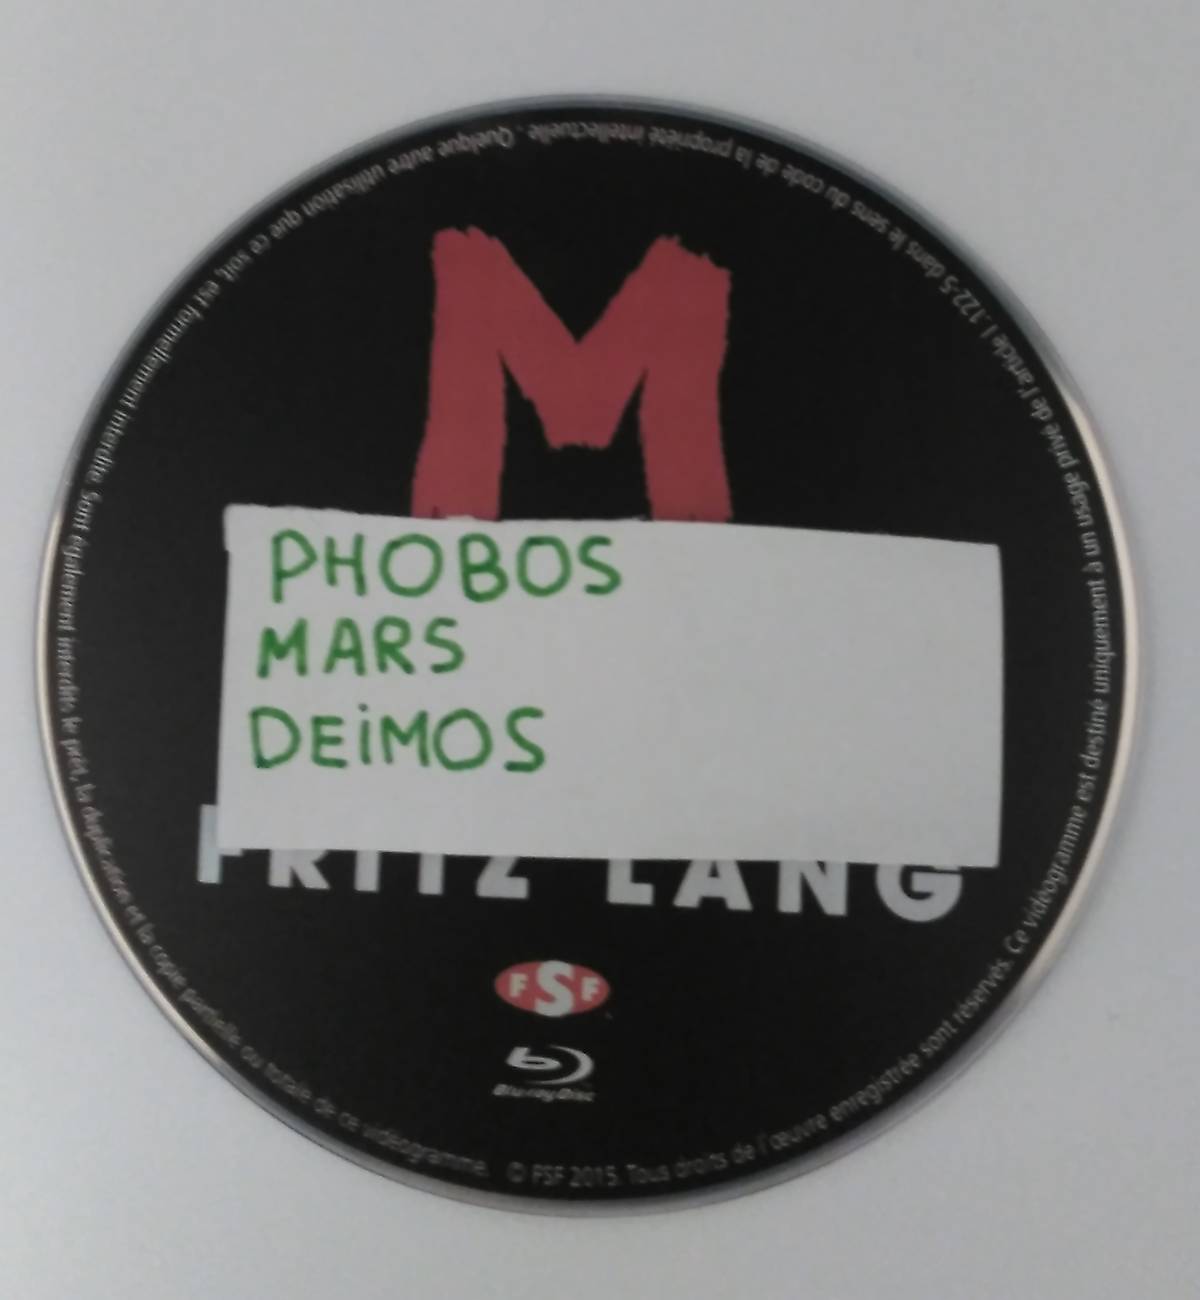 M
PHOBOS
MARS
DEiMOS
FRITZ LANG
FSF
Blu-ray Disc
© FSF 2015. Tous droits de l'œuvre enregistrée sont réservés. Ce vidéogramme est destiné uniquement à un usage privé de l'article l .122-5 dans le sens du code de la propriété intellectuelle . Quelque autre utilisation que ce soit, est formellement interdite. Sont également interdits le prêt, la duplication et la copie partielle ou totale de ce vidéogramme.